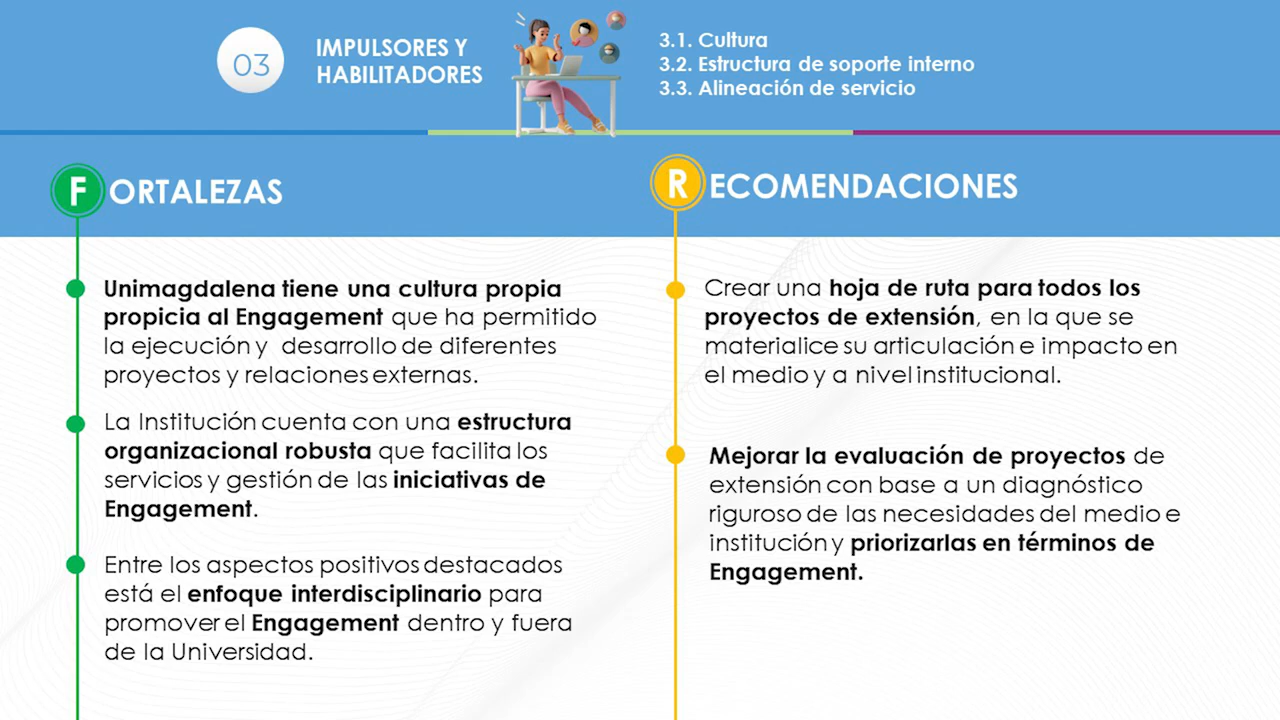 03
IMPULSORES Y
HABILITADORES
3.1. Cultura
3.2. Estructura de soporte interno
3.3. Alineación de servicio
FORTALEZAS
Unimagdalena tiene una cultura propia
propicia al Engagement que ha permitido
la ejecución y desarrollo de diferentes
proyectos y relaciones externas.
La Institución cuenta con una estructura
organizacional robusta que facilita los
servicios y gestión de las iniciativas de
Engagement.
Entre los aspectos positivos destacados
está el enfoque interdisciplinario para
promover el Engagement dentro y fuera
de la Universidad.
RECOMENDACIONES
Crear una hoja de ruta para todos los
proyectos de extensión, en la que se
materialice su articulación e impacto en
el medio y a nivel institucional.
Mejorar la evaluación de proyectos de
extensión con base a un diagnóstico
riguroso de las necesidades del medio e
institución y priorizarlas en términos de
Engagement.